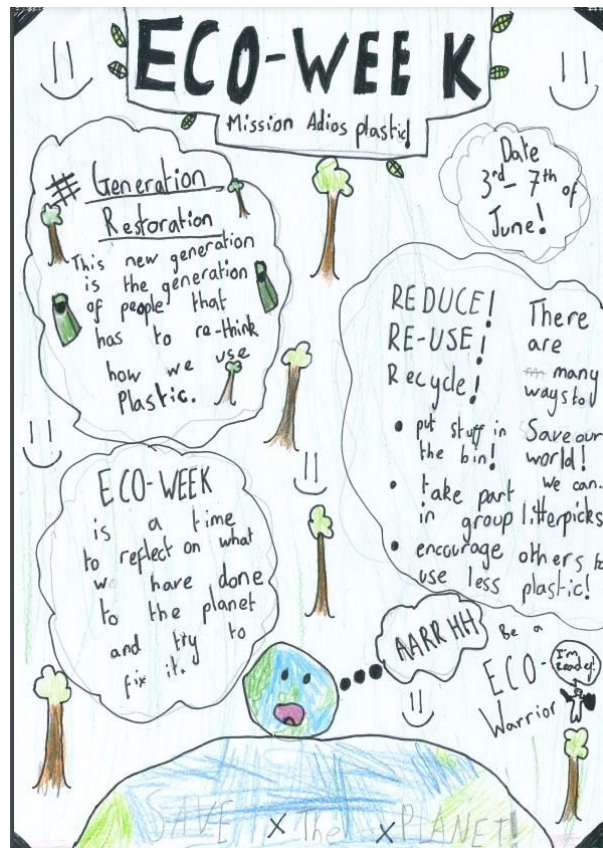 ECO-WEEK
Mission Adios plastic!
# Generation
Restoration
This new generation
is the generation
of people that
has to re-think
how we use
Plastic.
Date
3rd - 7th of
June!
REDUCE!
RE-USE!
Recycle!
There
are
many
ways to
Save our
world!
we can..
• put stuff in
the bin!
• take part
in group litterpicks
• encourage others to
use less plastic!
ECO-WEEK
is a time
to reflect on what
we have done
to the planet
and try to
fix it.
AARRHH
Be a
ECO-
Warrior
I'm
Ready!
SAVE x The x PLANET!